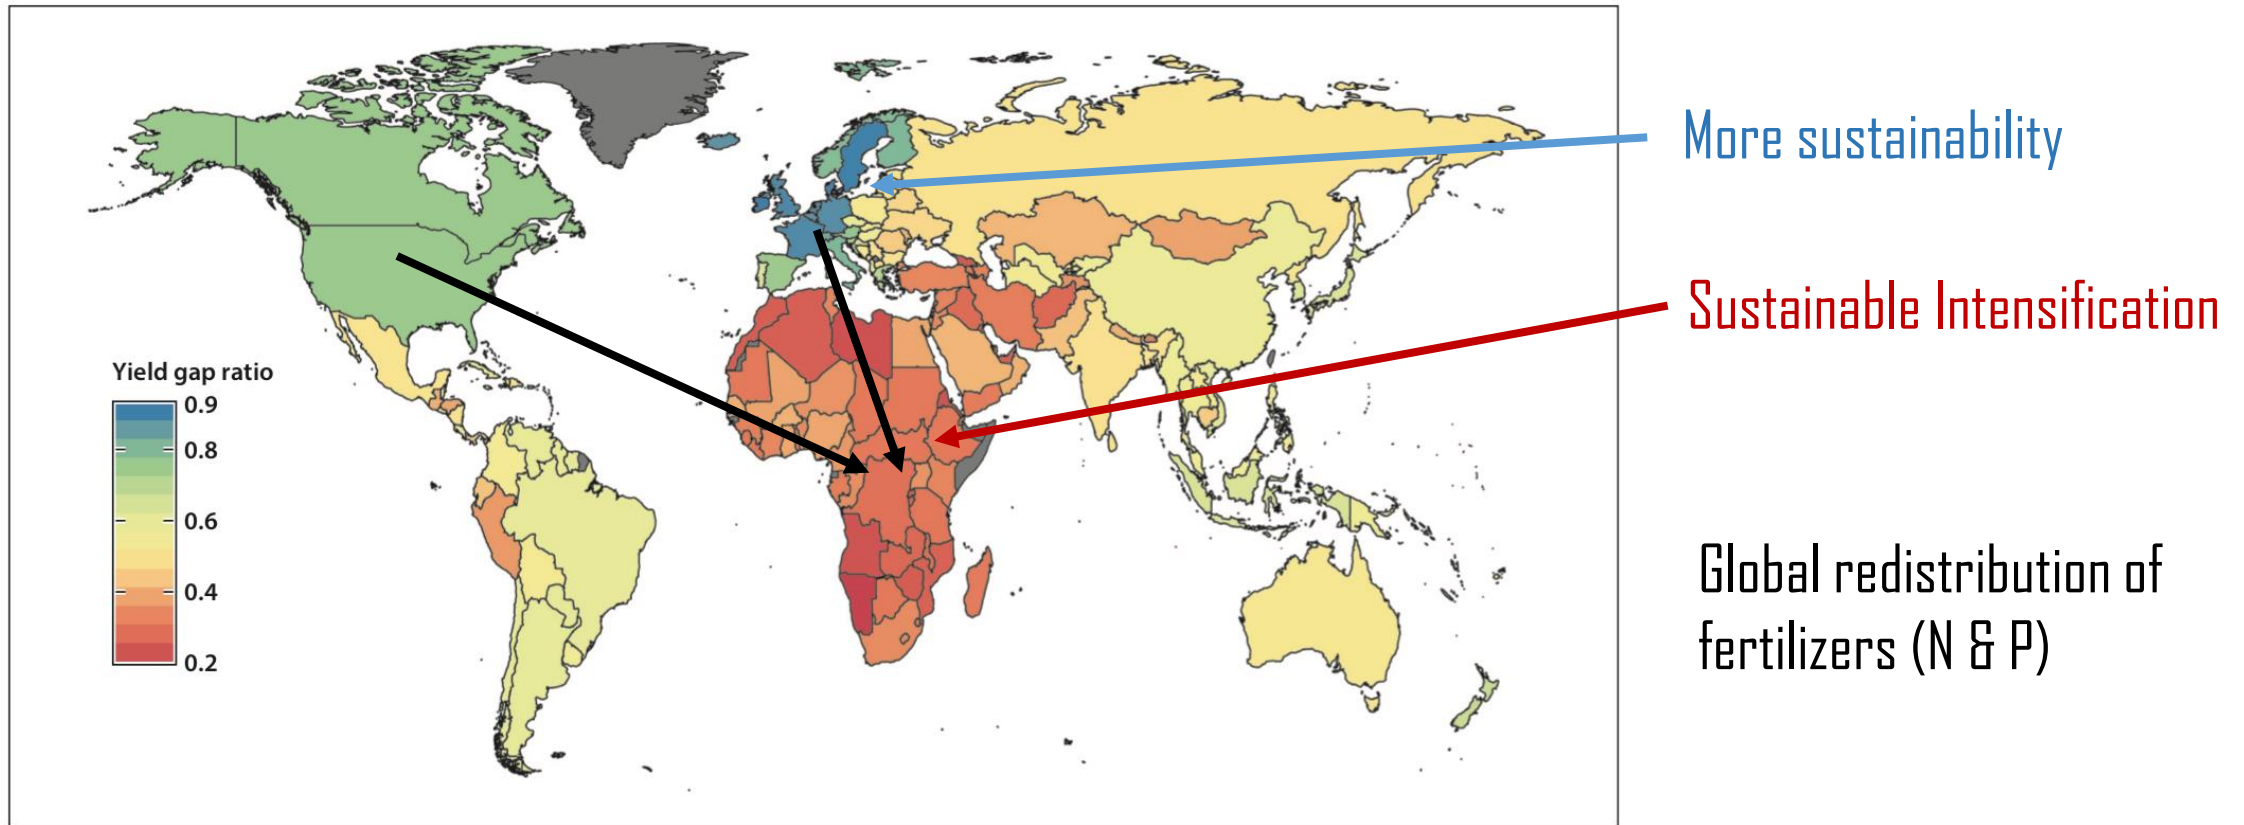 More sustainability
Sustainable Intensification
Yield gap ratio
0.9
0.8
0.6
0.4
0.2
Global redistribution of
fertilizers (N & P)